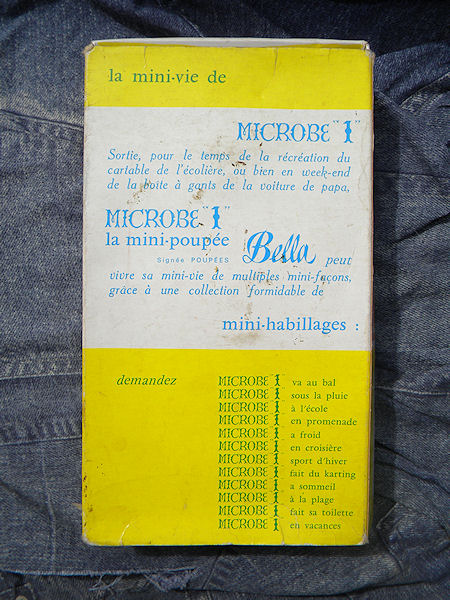 la mini-vie de
MICROBE "1"
Sortie, pour le temps de la récréation du
cartable de l'écolière, ou bien en week-end
de la boîte à gants de la voiture de papa,
MICROBE "1"
la mini-poupée
Signée POUPÉES Bella peut
vivre sa mini-vie de multiples mini-façons,
grâce à une collection formidable de
mini-habillages :
demandez MICROBE 1 va au bal
MICROBE 1 sous la pluie
MICROBE 1 à l'école
MICROBE 1 en promenade
MICROBE 1 a froid
MICROBE 1 en croisière
MICROBE 1 sport d'hiver
MICROBE 1 fait du karting
MICROBE 1 a sommeil
MICROBE 1 à la plage
MICROBE 1 fait sa toilette
MICROBE 1 en vacances